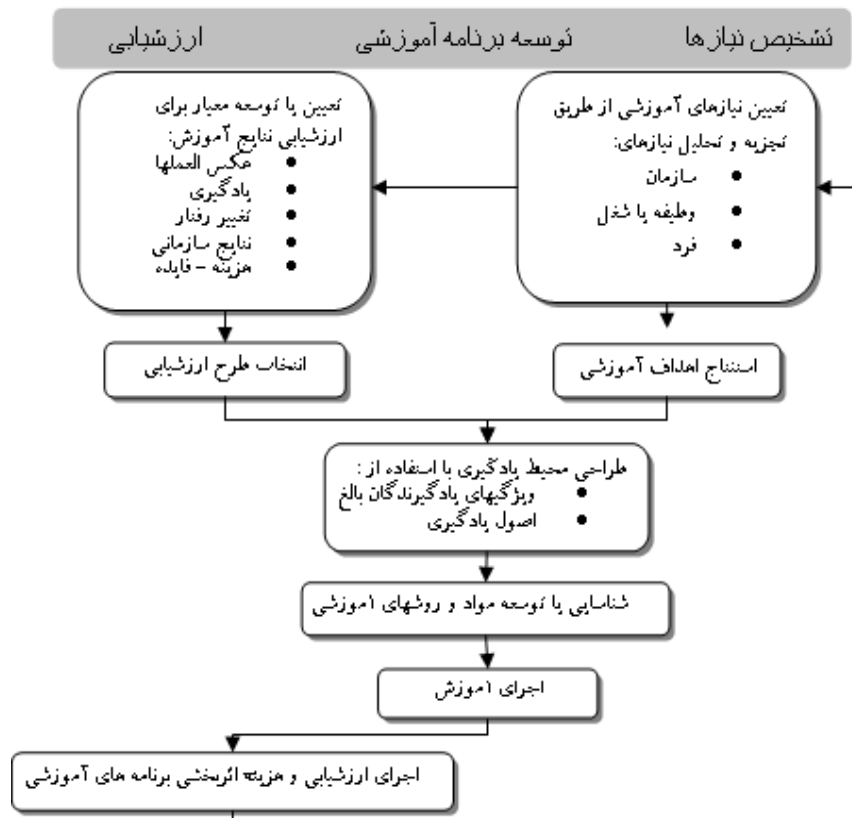 تشخیص نیازها
توسعه برنامه آموزشی
ارزشیابی
تعیین نیازهای آموزشی از طریق
تجزیه و تحلیل نیازهای:
● سازمان
● وظیفه یا شغل
● فرد
تعیین یا توسعه معیار برای
ارزشیابی نتایج آموزش:
● عکس العملها
● یادگیری
● تغییر رفتار
● نتایج سازمانی
● هزینه – فایده
استنتاج اهداف آموزشی
انتخاب طرح ارزشیابی
طراحی محیط یادگیری با استفاده از :
● ویژگیهای یادگیرندگان بالغ
● اصول یادگیری
شناسایی یا توسعه مواد و روشهای آموزشی
اجرای آموزش
اجرای ارزشیابی و هزینه اثربخشی برنامه های آموزشی